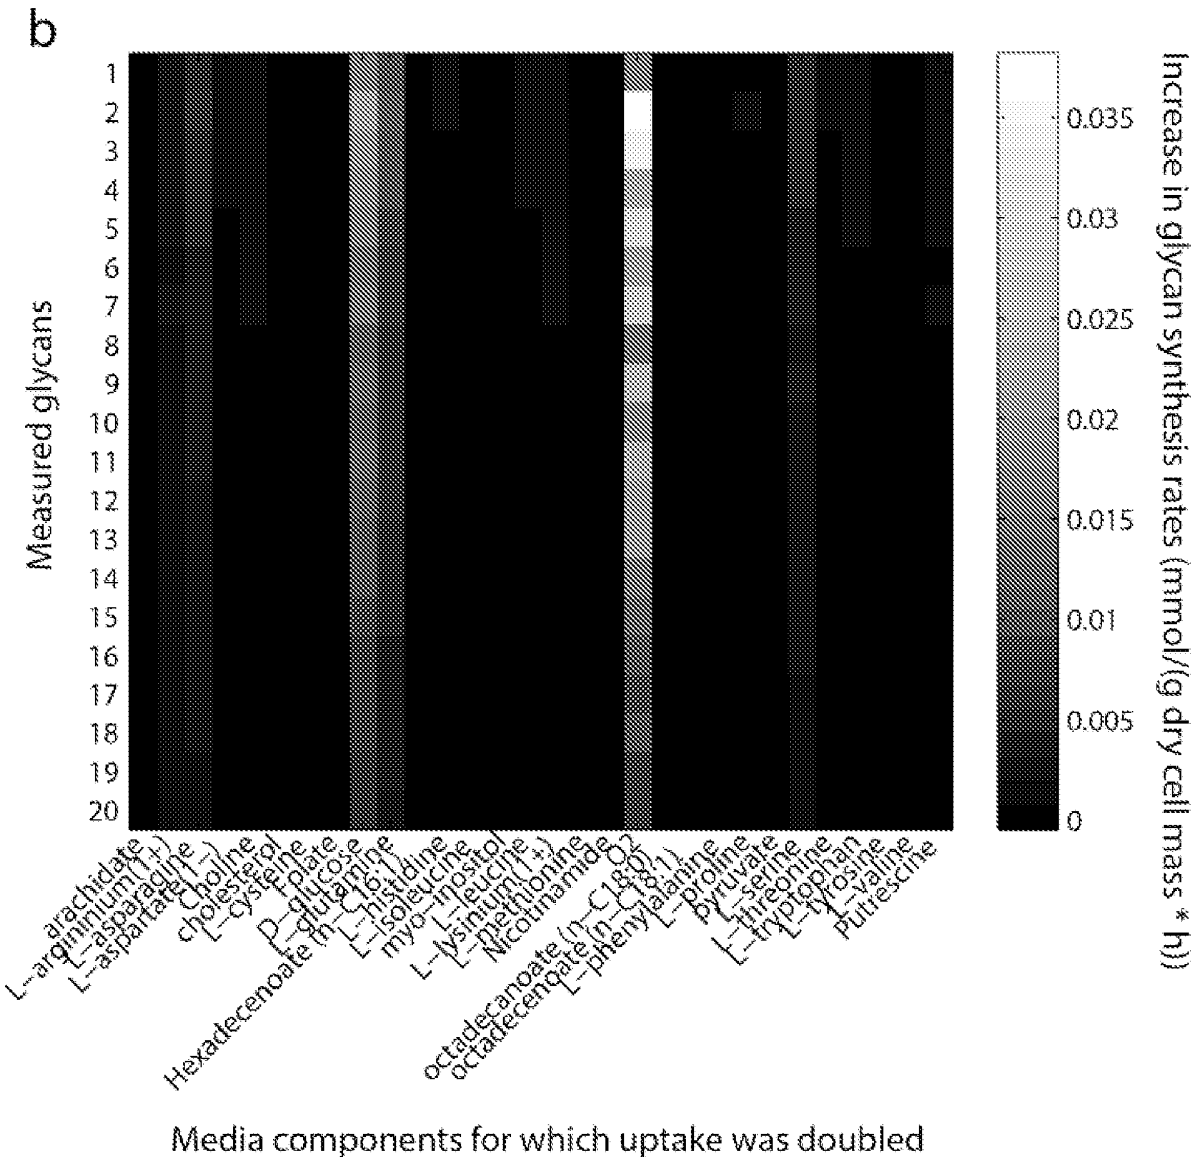 b
1
2
3
4
5
6
7
8
9
10
11
12
13
14
15
16
17
18
19
20
Measured glycans
arachidate
L-arginium(1+)
L-asparagine
L-aspartate(1-)
Choline
cholesterol
L-cysteine
Folate
D-glucose
L-glutamine
Hexadecenoate (n-C16:1)
L-histidine
L-isoleucine
myo-Inositol
L-leucine
L-lysinium(1+)
L-methionine
Nicotinamide
O2
octadecanoate (n-C18:0)
octadecenoate (n-C18:1)
L-phenylalanine
L-proline
Pyruvate
L-serine
L-threonine
L-tryptophan
L-tyrosine
L-valine
Putrescine
Media components for which uptake was doubled
0.035
0.03
0.025
0.02
0.015
0.01
0.005
0
Increase in glycan synthesis rates (mmol/(g dry cell mass * h))